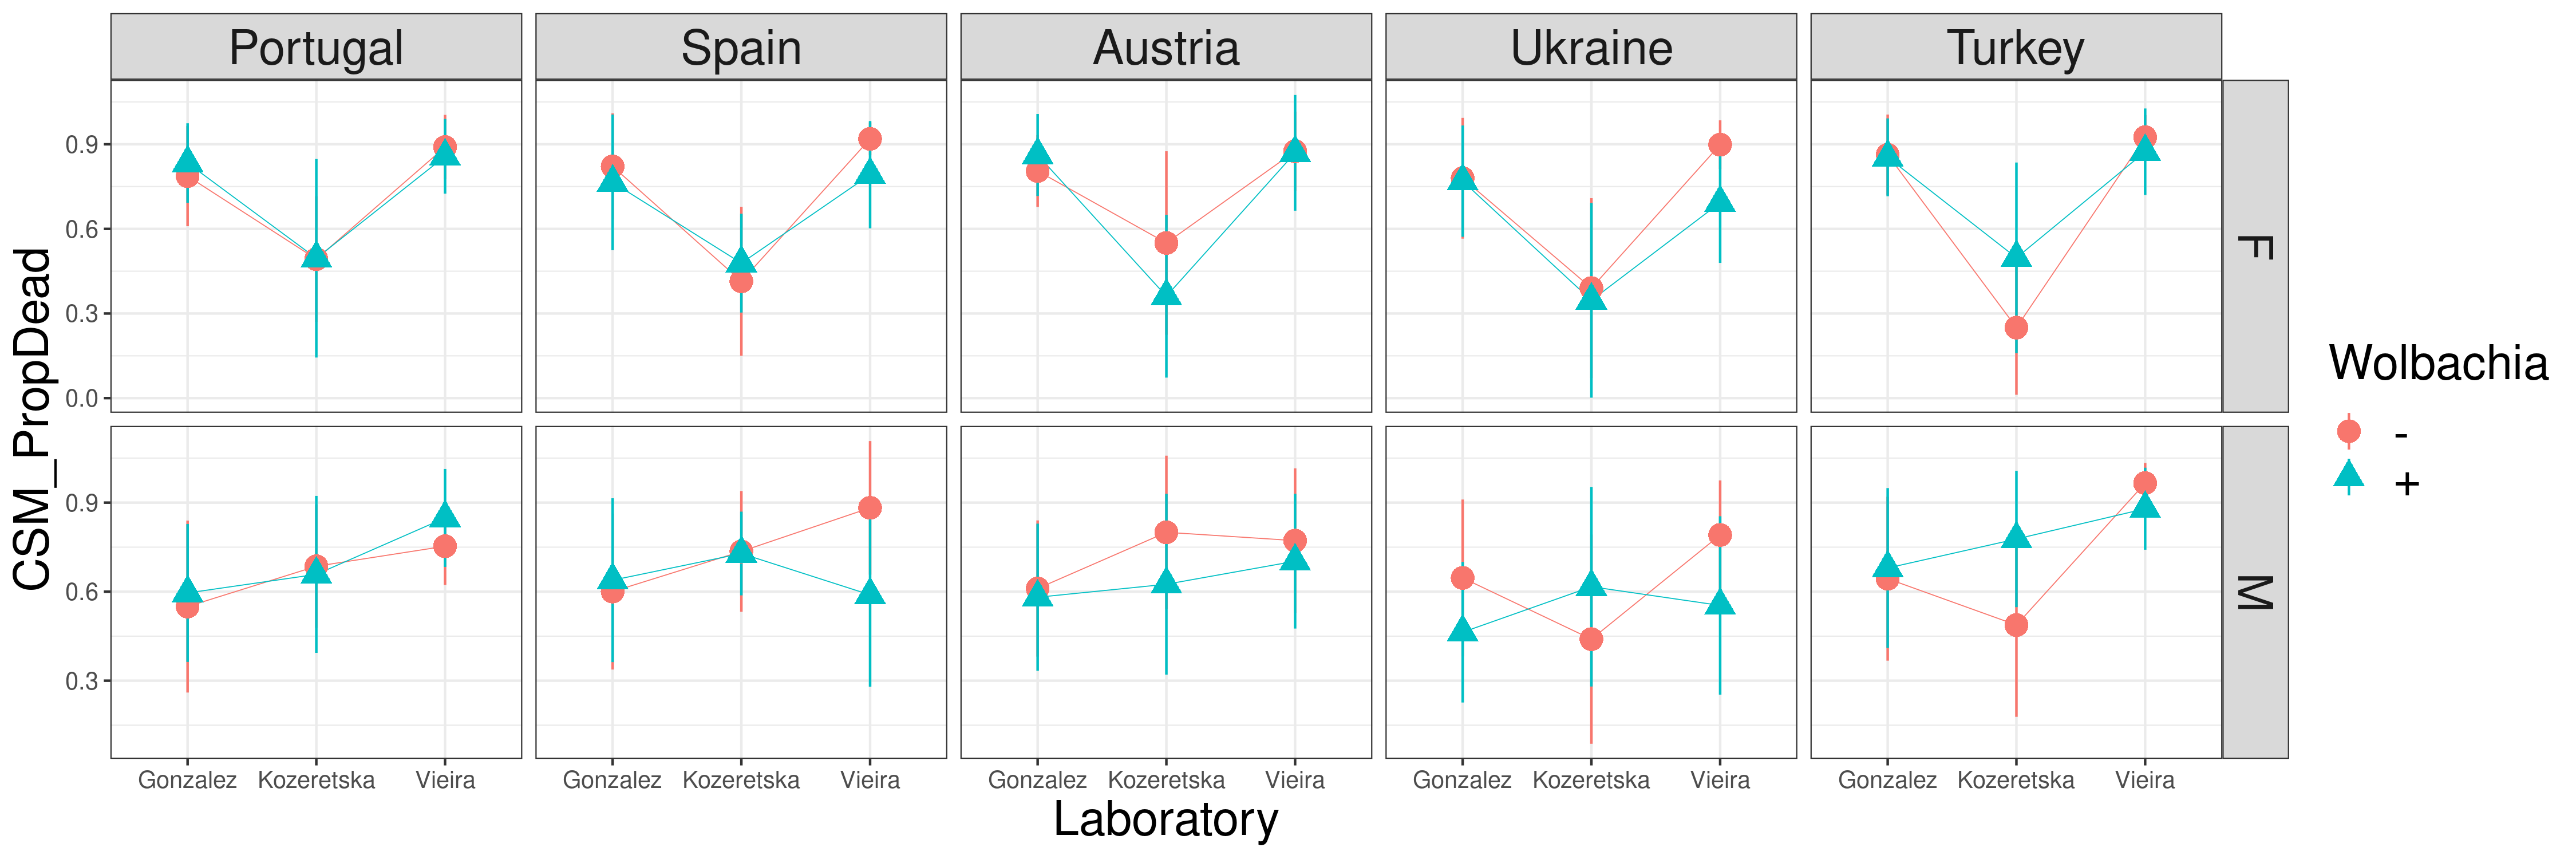 Portugal Spain Austria Ukraine Turkey
CSM_PropDead
0.9
0.6
0.3
0.0
F
0.9
0.6
0.3
M
Gonzalez Kozeretska Vieira Gonzalez Kozeretska Vieira Gonzalez Kozeretska Vieira Gonzalez Kozeretska Vieira Gonzalez Kozeretska Vieira
Laboratory
Wolbachia
-
+